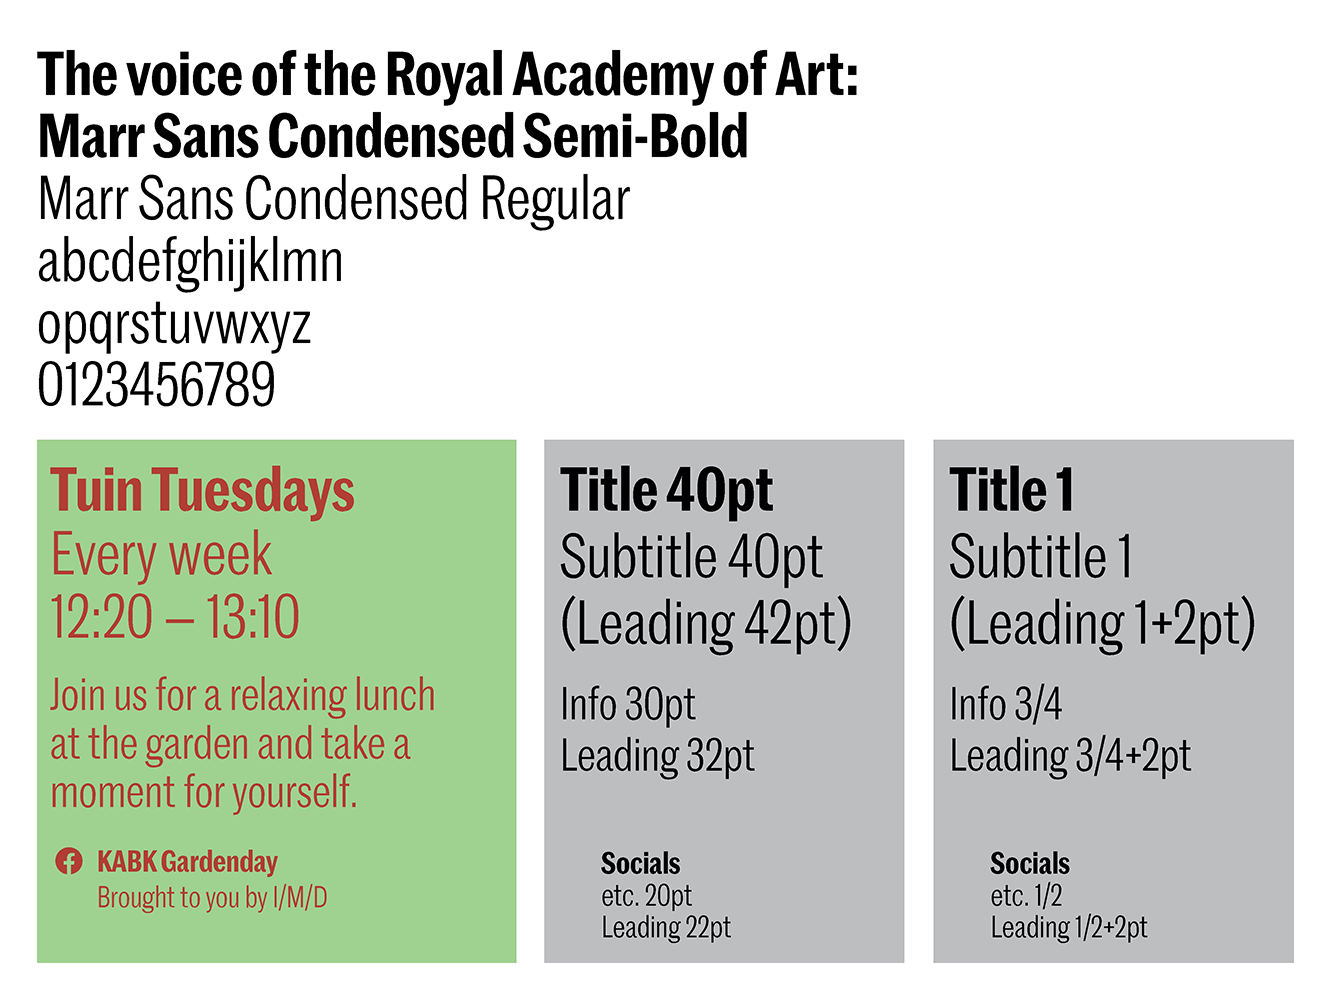 The voice of the Royal Academy of Art:
Marr Sans Condensed Semi-Bold
Marr Sans Condensed Regular
abcdefghijklmn
opqrstuvwxyz
0123456789
Tuin Tuesdays
Every week
12:20 – 13:10
Join us for a relaxing lunch
at the garden and take a
moment for yourself.
KABK Gardenday
Brought to you by I/M/D
Title 40pt
Subtitle 40pt
(Leading 42pt)
Info 30pt
Leading 32pt
Socials
etc. 20pt
Leading 22pt
Title 1
Subtitle 1
(Leading 1+2pt)
Info 3/4
Leading 3/4+2pt
Socials
etc. 1/2
Leading 1/2+2pt